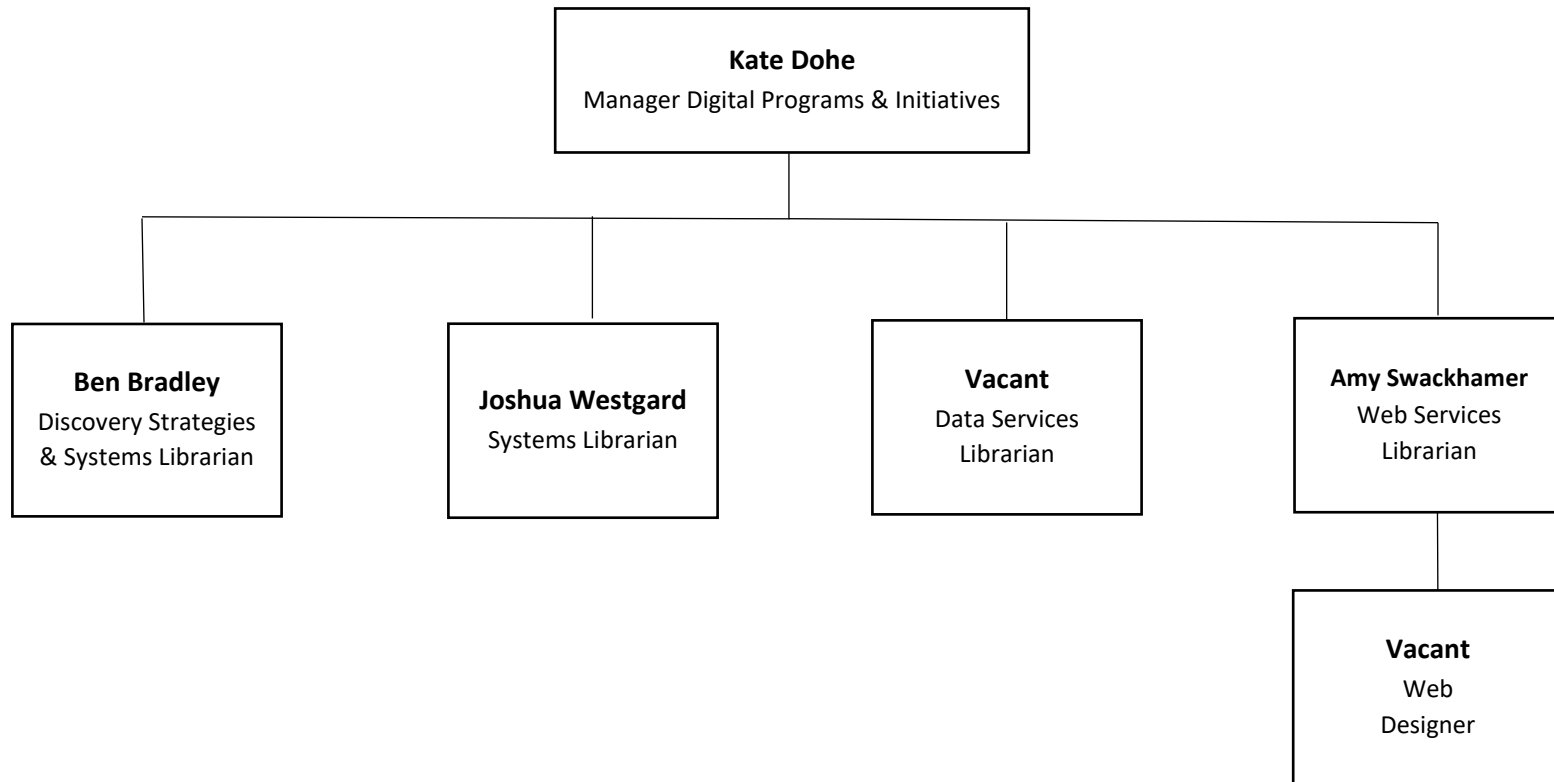 Kate Dohe
Manager Digital Programs & Initiatives
Ben Bradley
Discovery Strategies
& Systems Librarian
Joshua Westgard
Systems Librarian
Vacant
Data Services
Librarian
Amy Swackhamer
Web Services
Librarian
Vacant
Web
Designer